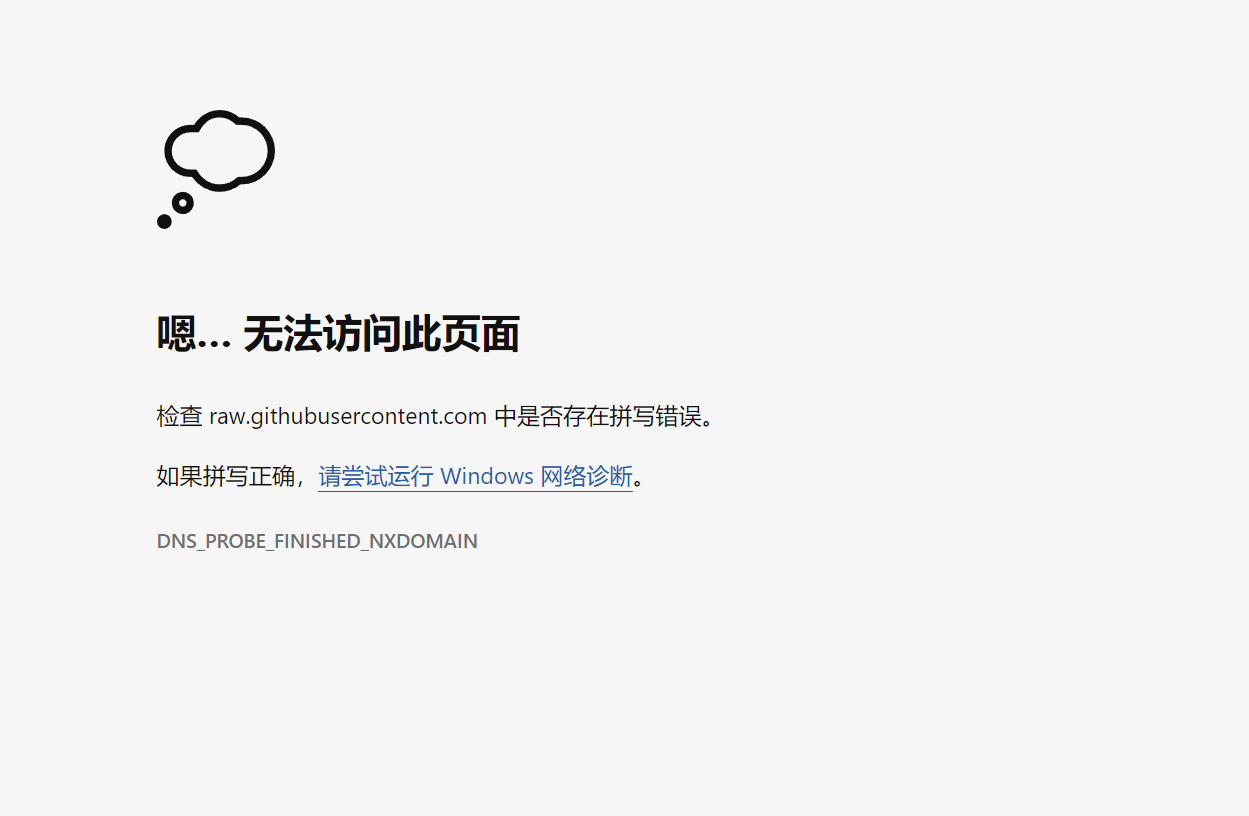 嗯… 无法访问此页面
检查 raw.githubusercontent.com 中是否存在拼写错误。
如果拼写正确，请尝试运行 Windows 网络诊断。
DNS_PROBE_FINISHED_NXDOMAIN